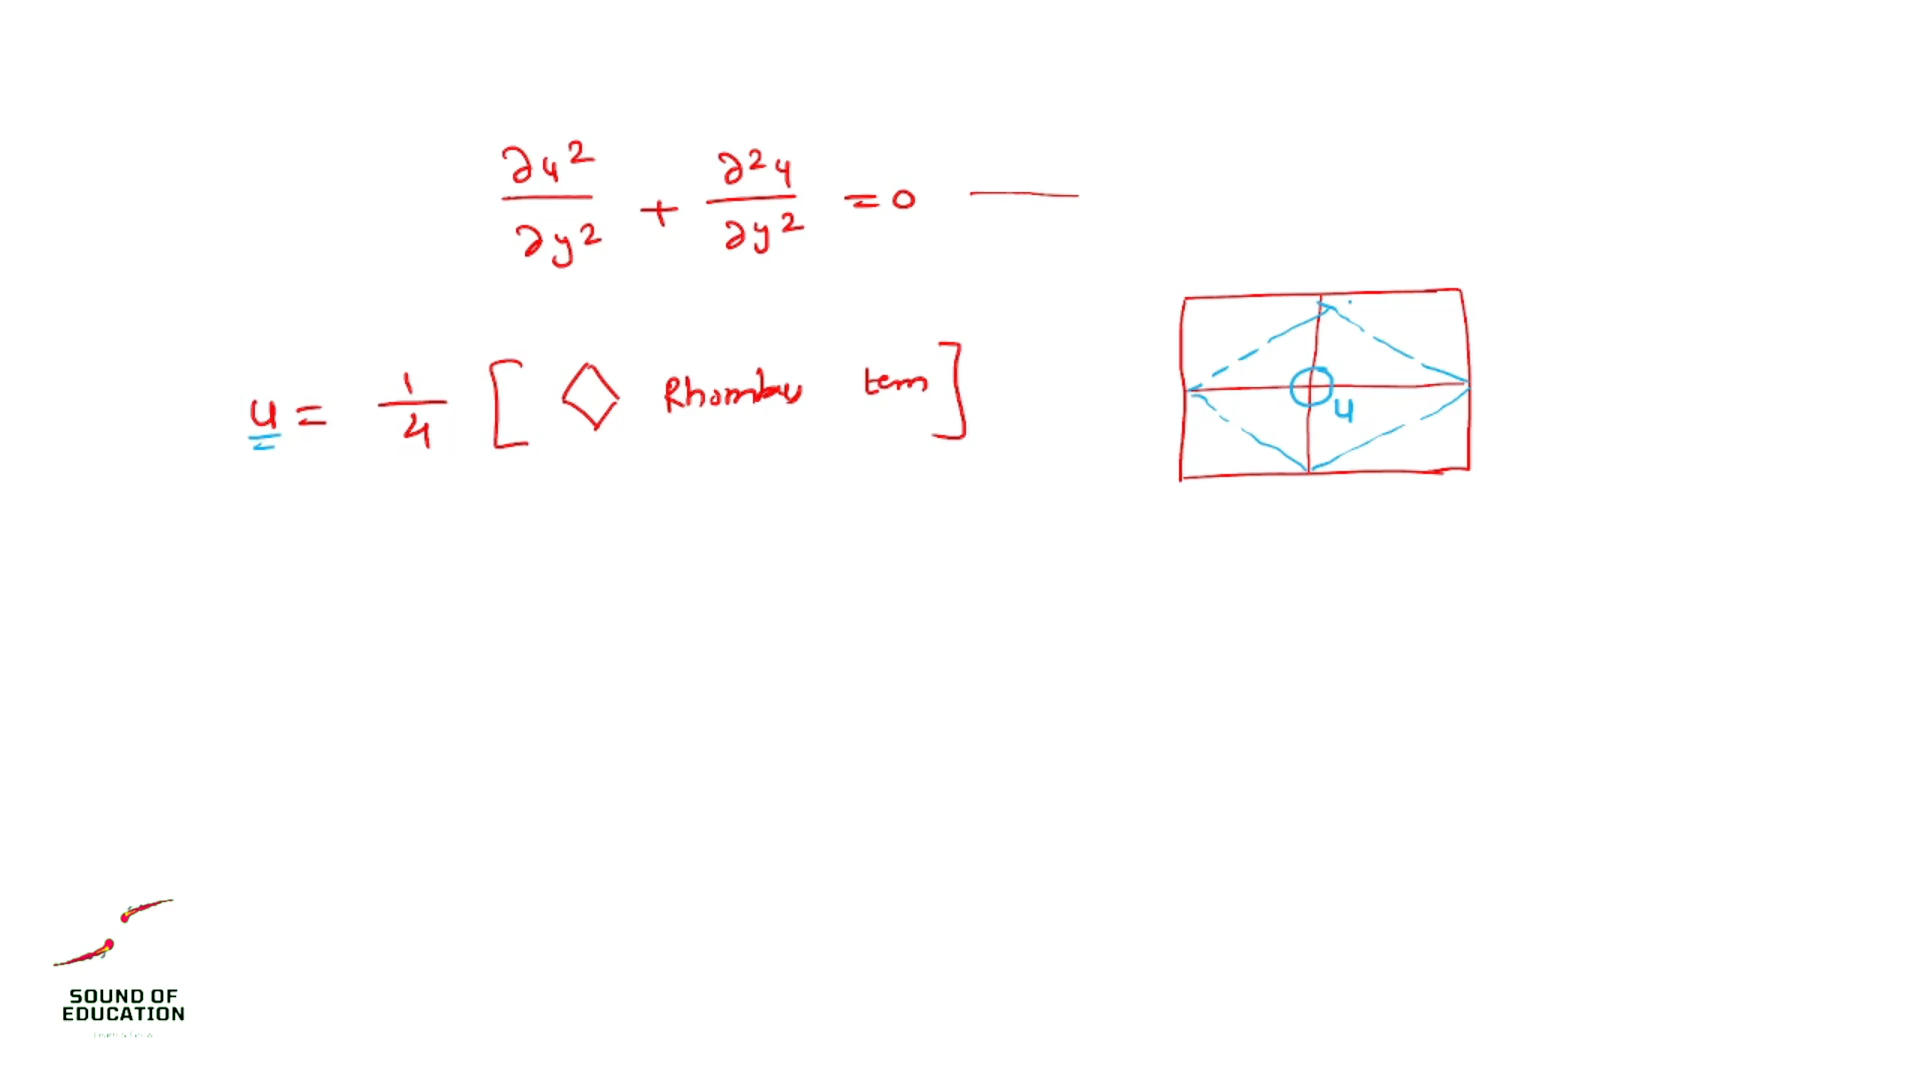 ∂u²/∂y² + ∂²u/∂y² = 0
u = 1/4 [ ◇ Rhombus term ]
u
SOUND OF
EDUCATION